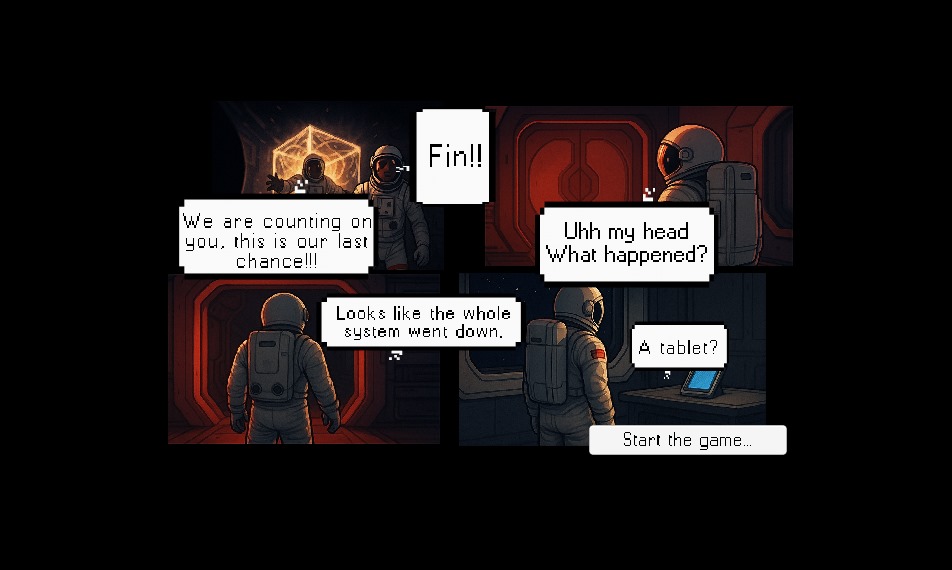 Fin!!
We are counting on
you, this is our last
chance!!!
Uhh my head
What happened?
Looks like the whole
system went down.
A tablet?
Start the game...